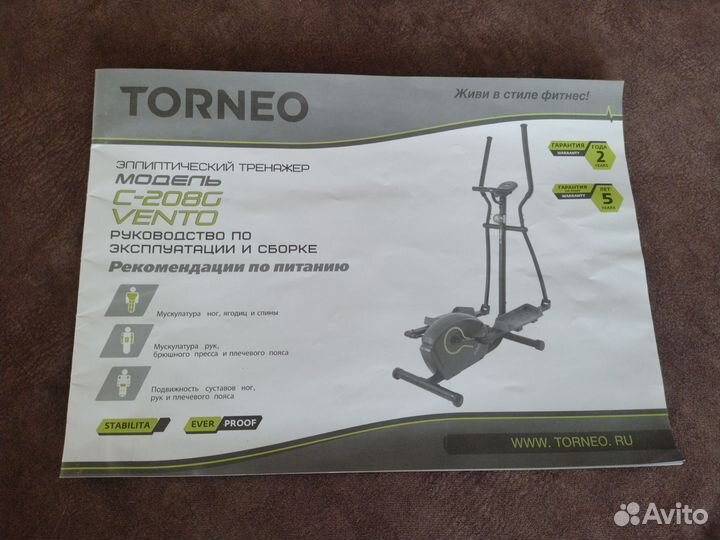 TORNEO
Живи в стиле фитнес!
ЭЛЛИПТИЧЕСКИЙ ТРЕНАЖЕР
МОДЕЛЬ
C-208G
VENTO
РУКОВОДСТВО ПО
ЭКСПЛУАТАЦИИ И СБОРКЕ
Рекомендации по питанию
ГАРАНТИЯ
WARRANTY
ГОДА
2
YEARS
ГАРАНТИЯ
WARRANTY
ЛЕТ
5
YEARS
Мускулатура ног, ягодиц и спины
Мускулатура рук,
брюшного пресса и плечевого пояса
Подвижность суставов ног,
рук и плечевого пояса
STABILITA
EVER PROOF
WWW. TORNEO. RU
Avito